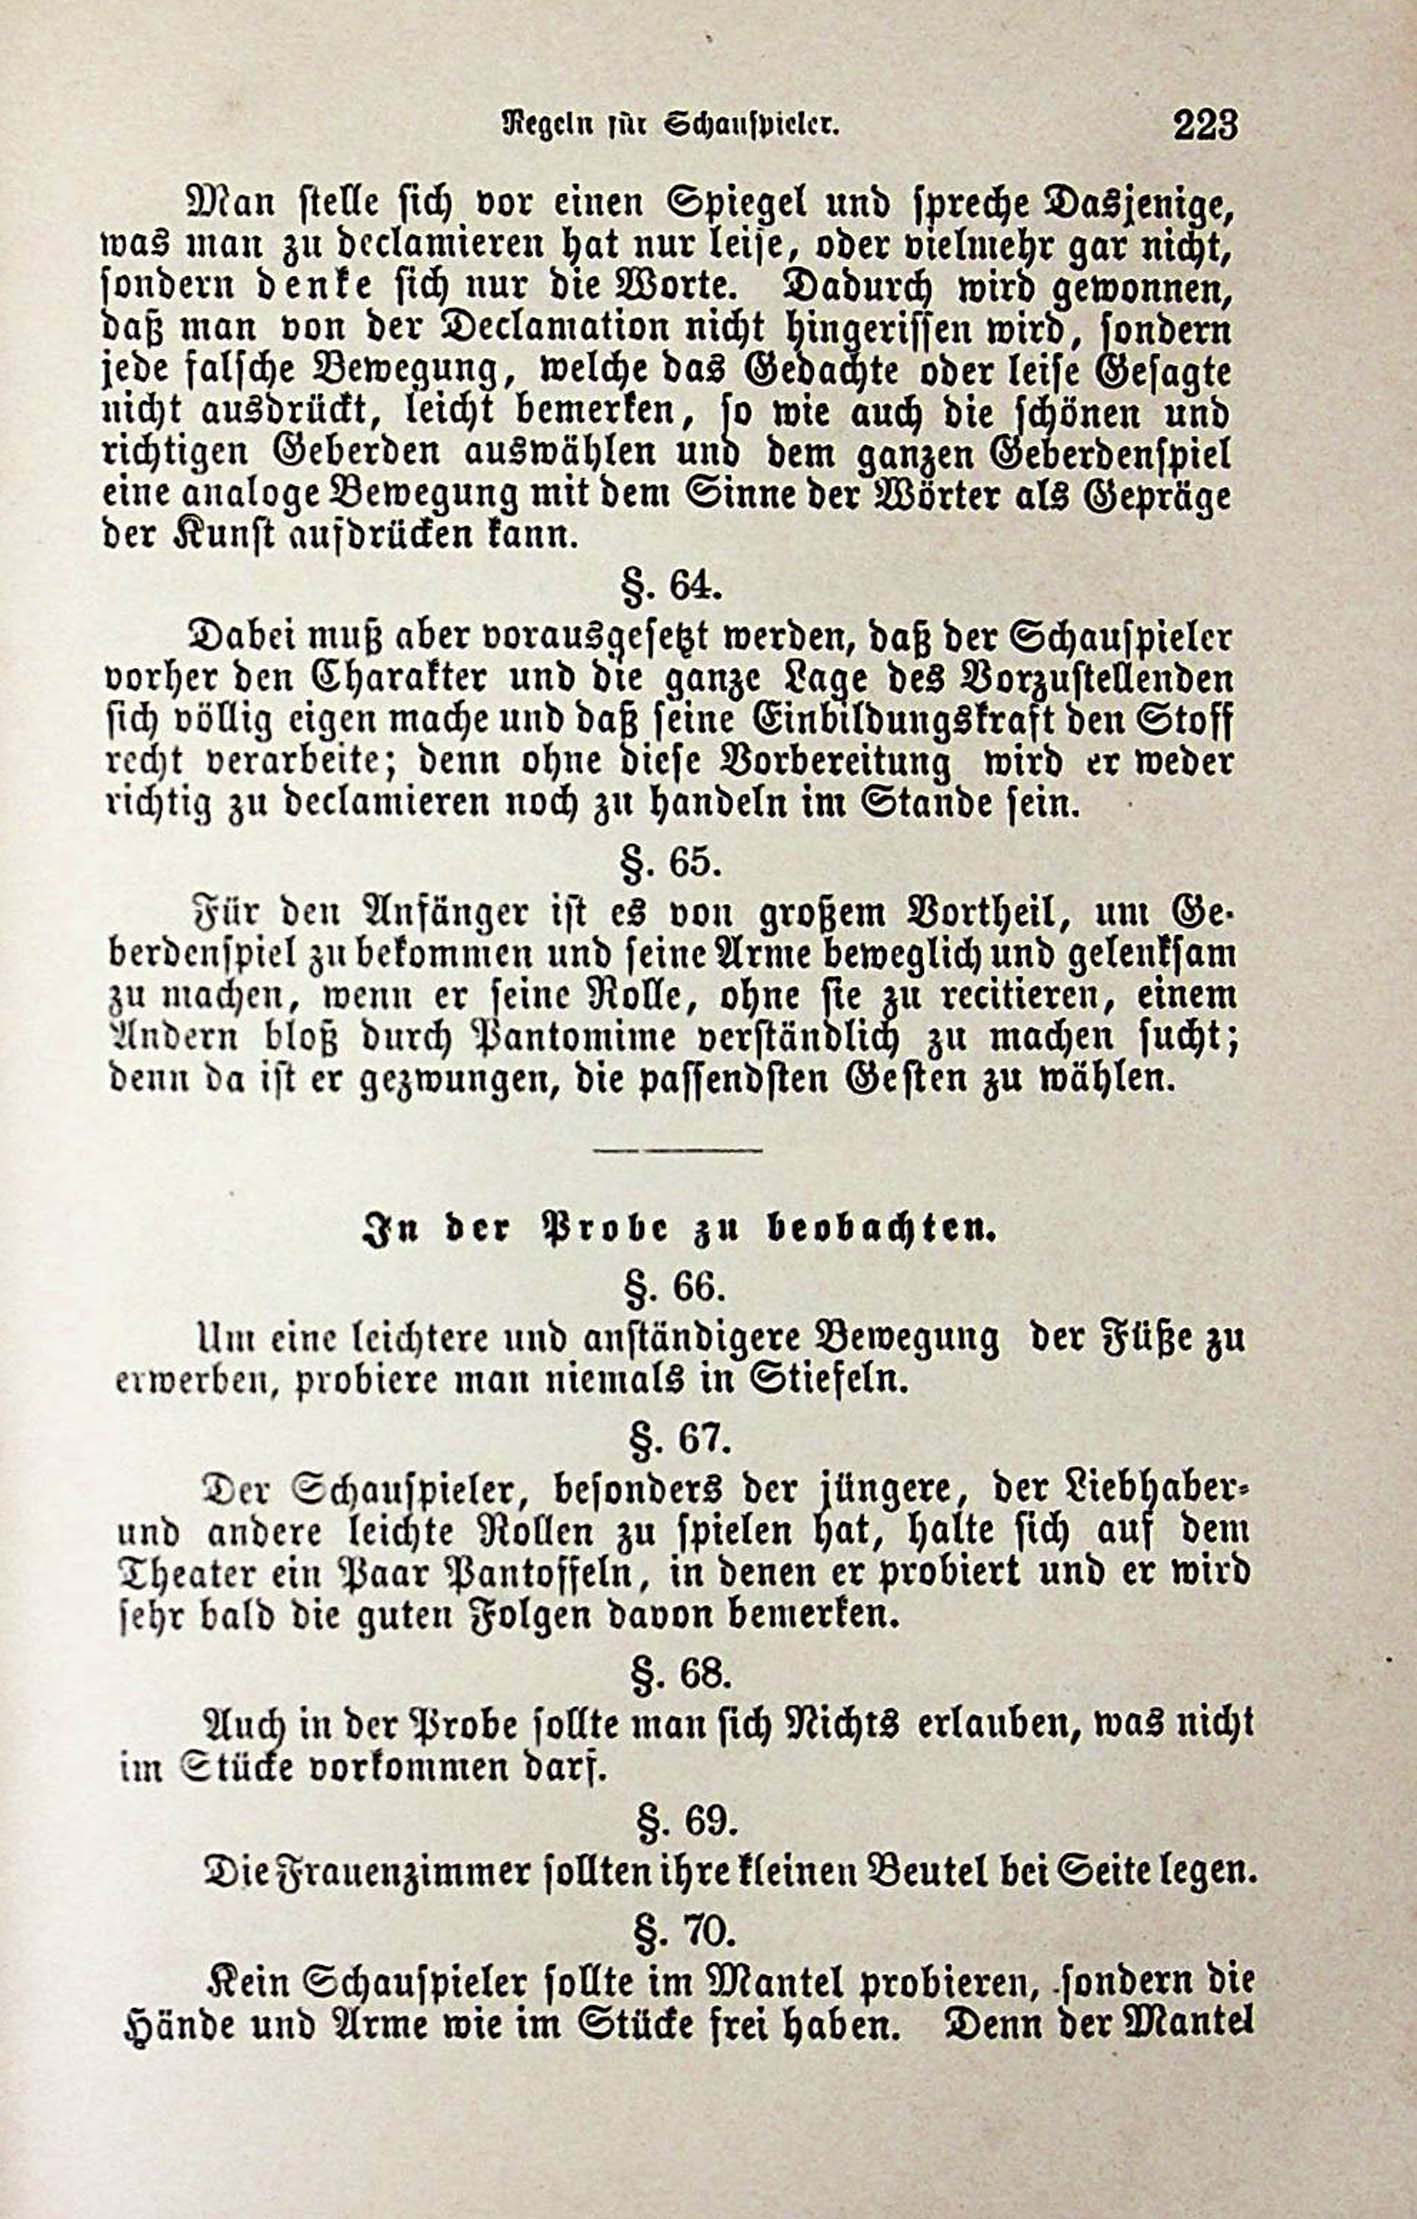 Regeln für Schauspieler. 223
Man stelle sich vor einen Spiegel und spreche Dasjenige,
was man zu declamieren hat nur leise, oder vielmehr gar nicht,
sondern denke sich nur die Worte. Dadurch wird gewonnen,
daß man von der Declamation nicht hingerissen wird, sondern
jede falsche Bewegung, welche das Gedachte oder leise Gesagte
nicht ausdrückt, leicht bemerken, so wie auch die schönen und
richtigen Geberden auswählen und dem ganzen Geberdenspiel
eine analoge Bewegung mit dem Sinne der Wörter als Gepräge
der Kunst aufdrücken kann.
§. 64.
Dabei muß aber vorausgesetzt werden, daß der Schauspieler
vorher den Charakter und die ganze Lage des Vorzustellenden
sich völlig eigen mache und daß seine Einbildungskraft den Stoff
recht verarbeite; denn ohne diese Vorbereitung wird er weder
richtig zu declamieren noch zu handeln im Stande sein.
§. 65.
Für den Anfänger ist es von großem Vortheil, um Ge-
berdenspiel zu bekommen und seine Arme beweglich und gelenksam
zu machen, wenn er seine Rolle, ohne sie zu recitieren, einem
Andern bloß durch Pantomime verständlich zu machen sucht;
denn da ist er gezwungen, die passendsten Gesten zu wählen.
In der Probe zu beobachten.
§. 66.
Um eine leichtere und anständigere Bewegung der Füße zu
erwerben, probiere man niemals in Stiefeln.
§. 67.
Der Schauspieler, besonders der jüngere, der Liebhaber-
und andere leichte Rollen zu spielen hat, halte sich auf dem
Theater ein Paar Pantoffeln, in denen er probiert und er wird
sehr bald die guten Folgen davon bemerken.
§. 68.
Auch in der Probe sollte man sich Nichts erlauben, was nicht
im Stücke vorkommen darf.
§. 69.
Die Frauenzimmer sollten ihre kleinen Beutel bei Seite legen.
§. 70.
Kein Schauspieler sollte im Mantel probieren, sondern die
Hände und Arme wie im Stücke frei haben. Denn der Mantel